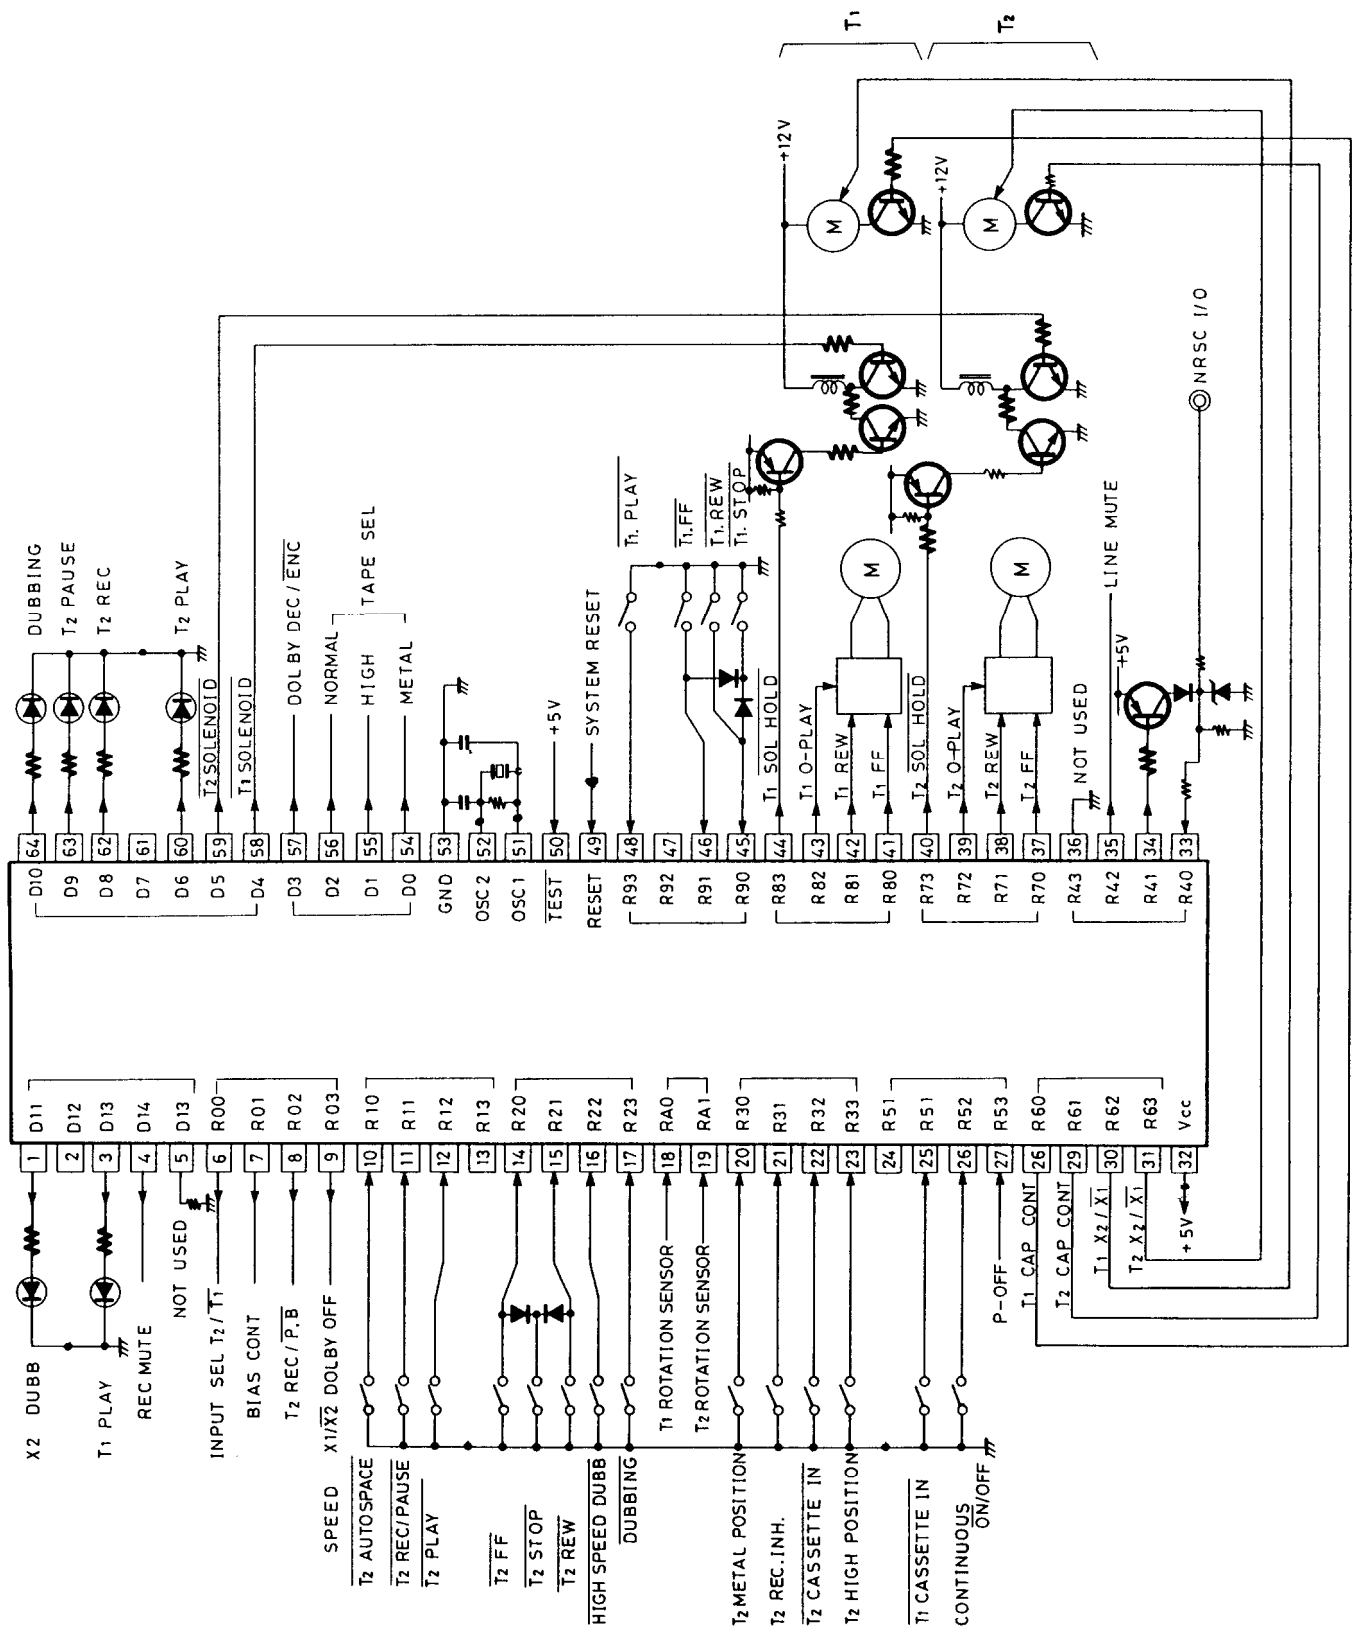 X2 DUBB
T1 PLAY
REC MUTE
NOT USED
INPUT SEL T2/T1
BIAS CONT
T2 REC/P.B
SPEED X1/X2 DOLBY OFF
T2 AUTOSPACE
T2 REC/PAUSE
T2 PLAY
T2 FF
T2 STOP
T2 REW
HIGH SPEED DUBB
DUBBING
T1 ROTATION SENSOR
T2 ROTATION SENSOR
T2 METAL POSITION
T2 REC.INH.
T2 CASSETTE IN
T2 HIGH POSITION
T1 CASSETTE IN
CONTINUOUS
ON/OFF
P-OFF
T1 CAP CONT
T2 CAP CONT
T1 X2/X1
T2 X2/X1
+5V
1 D11
2 D12
3 D13
4 D14
5 D13
6 R00
7 R01
8 R02
9 R03
10 R10
11 R11
12 R12
13 R13
14 R20
15 R21
16 R22
17 R23
18 RA0
19 RA1
20 R30
21 R31
22 R32
23 R33
24 R51
25 R51
26 R52
27 R53
26 R60
29 R61
30 R62
31 R63
32 Vcc
D10 64
D9 63
D8 62
D7 61
D6 60
D5 59
D4 58
D3 57
D2 56
D1 55
D0 54
GND 53
OSC 2 52
OSC 1 51
TEST 50
RESET 49
R93 48
R92 47
R91 46
R90 45
R83 44
R82 43
R81 42
R80 41
R73 40
R72 39
R71 38
R70 37
R43 36
R42 35
R41 34
R40 33
DUBBING
T2 PAUSE
T2 REC
T2 PLAY
T2 SOLENOID
T1 SOLENOID
DOLBY DEC/ENC
NORMAL
HIGH
METAL
TAPE SEL
+5V
SYSTEM RESET
T1. PLAY
T1.FF
T1. REW
T1. STOP
T1 SOL HOLD
T1 O-PLAY
T1 REW
T1 FF
M
T2 SOL HOLD
T2 O-PLAY
T2 REW
T2 FF
M
NOT USED
LINE MUTE
+5V
NRSC I/O
+12V
M
+12V
M
T1
T2